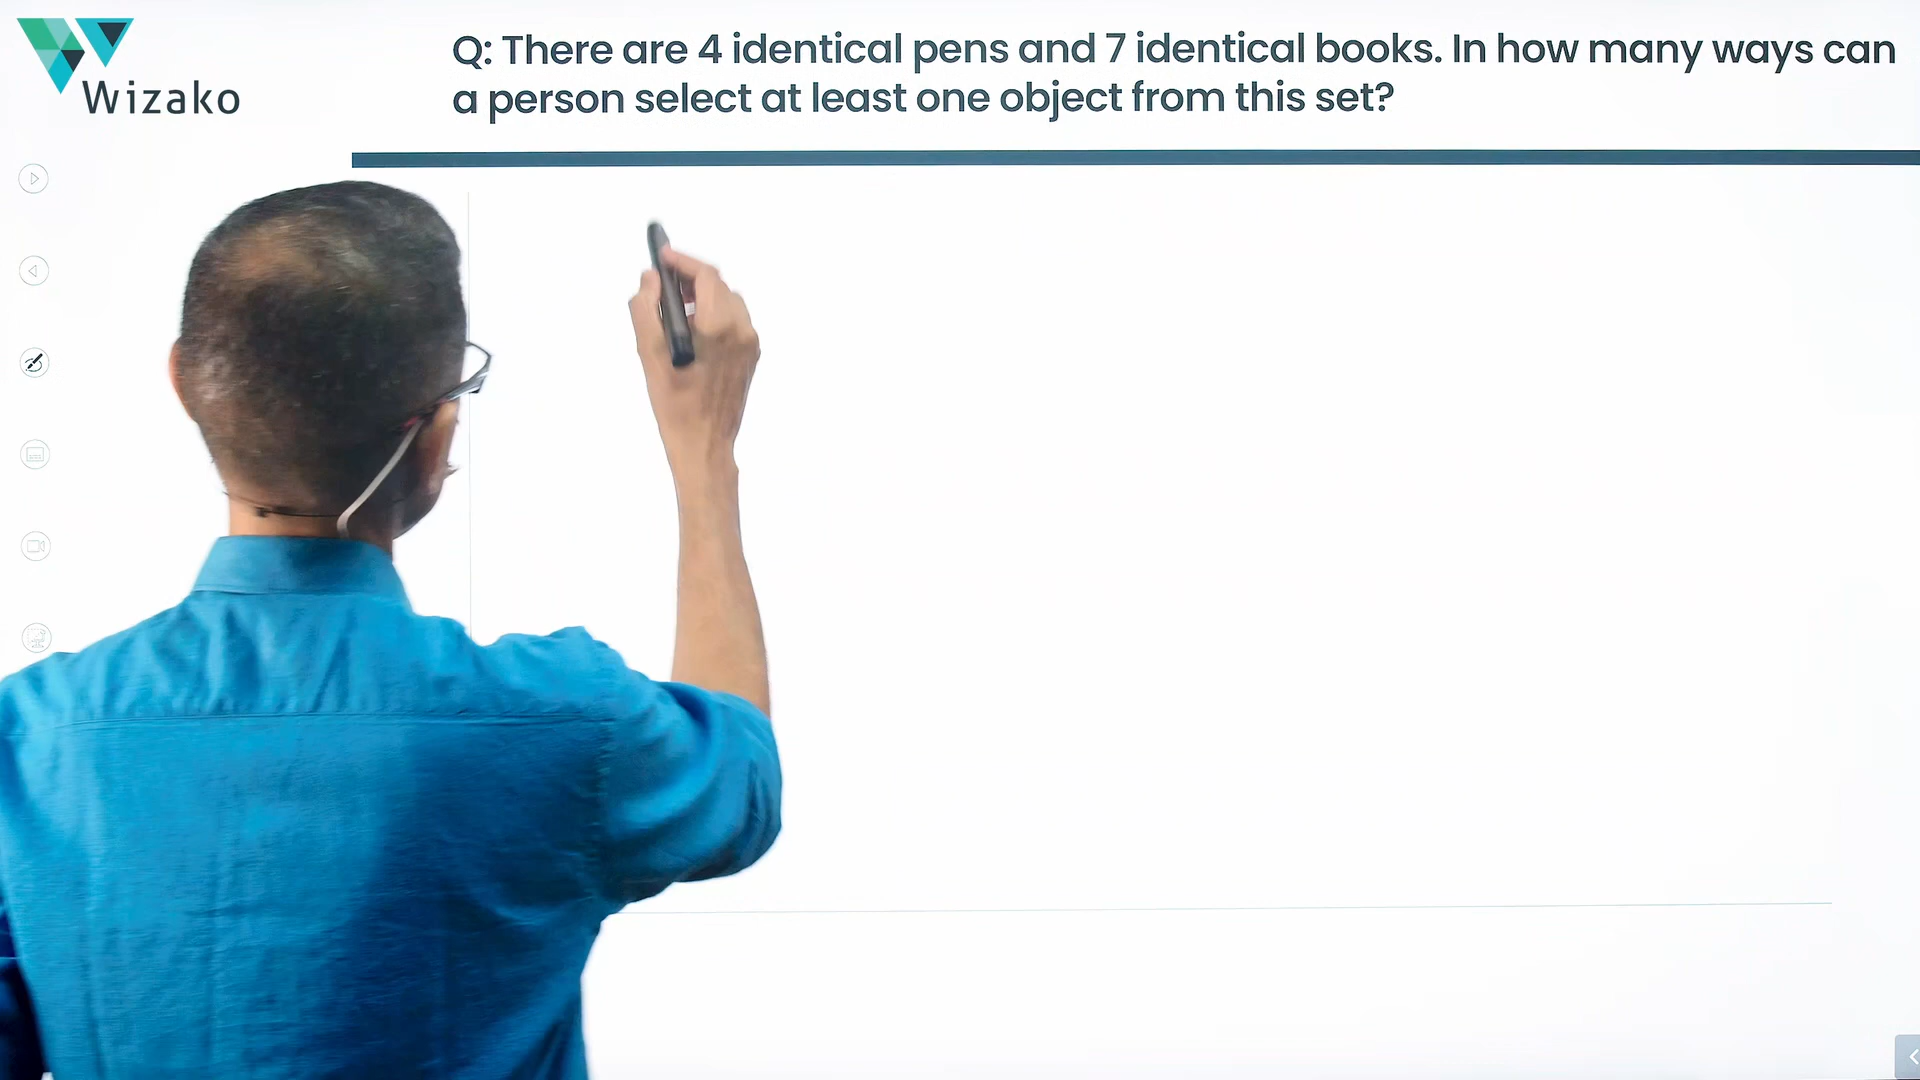 Wizako
Q: There are 4 identical pens and 7 identical books. In how many ways can
a person select at least one object from this set?